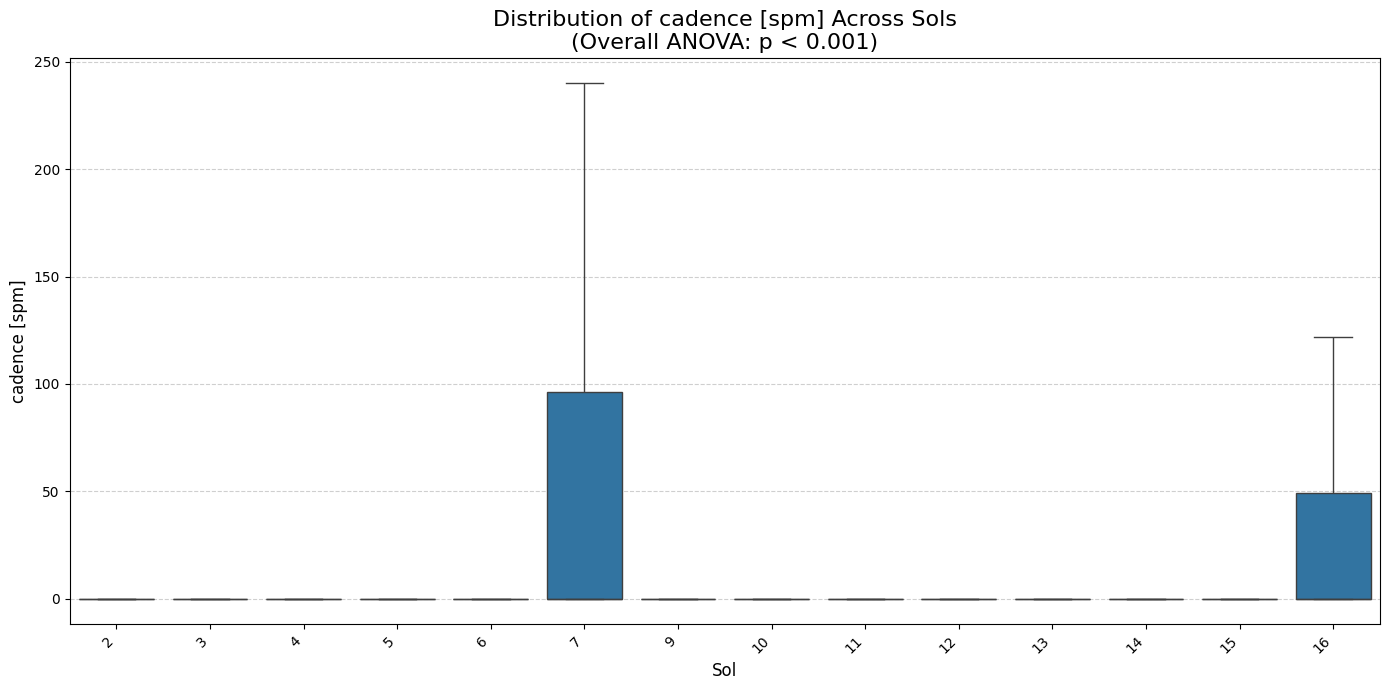 Distribution of cadence [spm] Across Sols
(Overall ANOVA: p < 0.001)
cadence [spm]
250
200
150
100
50
0
2 3 4 5 6 7 9 10 11 12 13 14 15 16
Sol